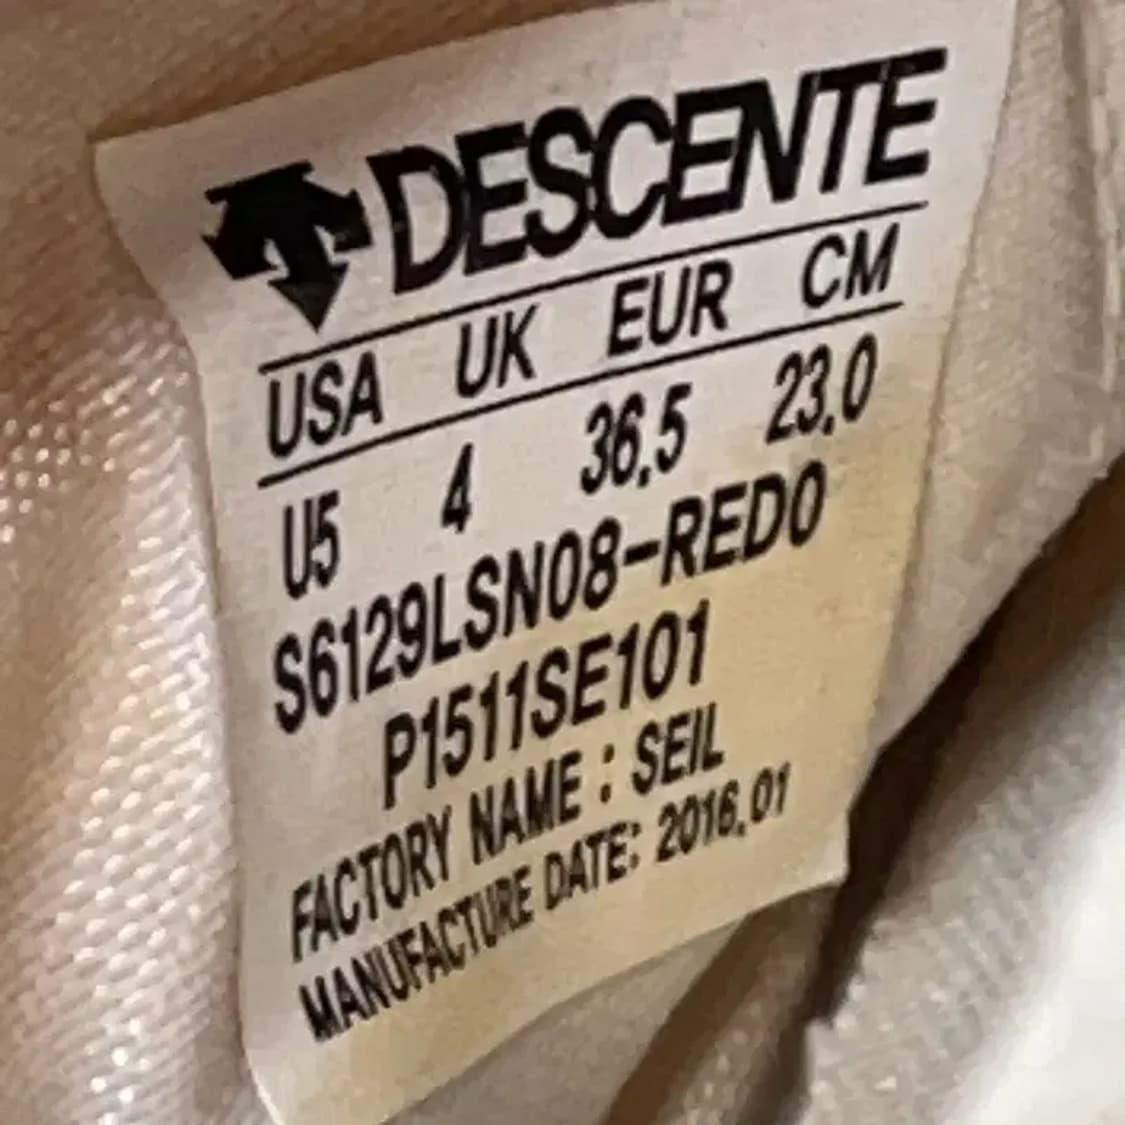 DESCENTE
USA UK EUR CM
U5 4 36.5 23.0
S6129LSN08-RED0
P1511SE101
FACTORY NAME : SEIL
MANUFACTURE DATE: 2016.01